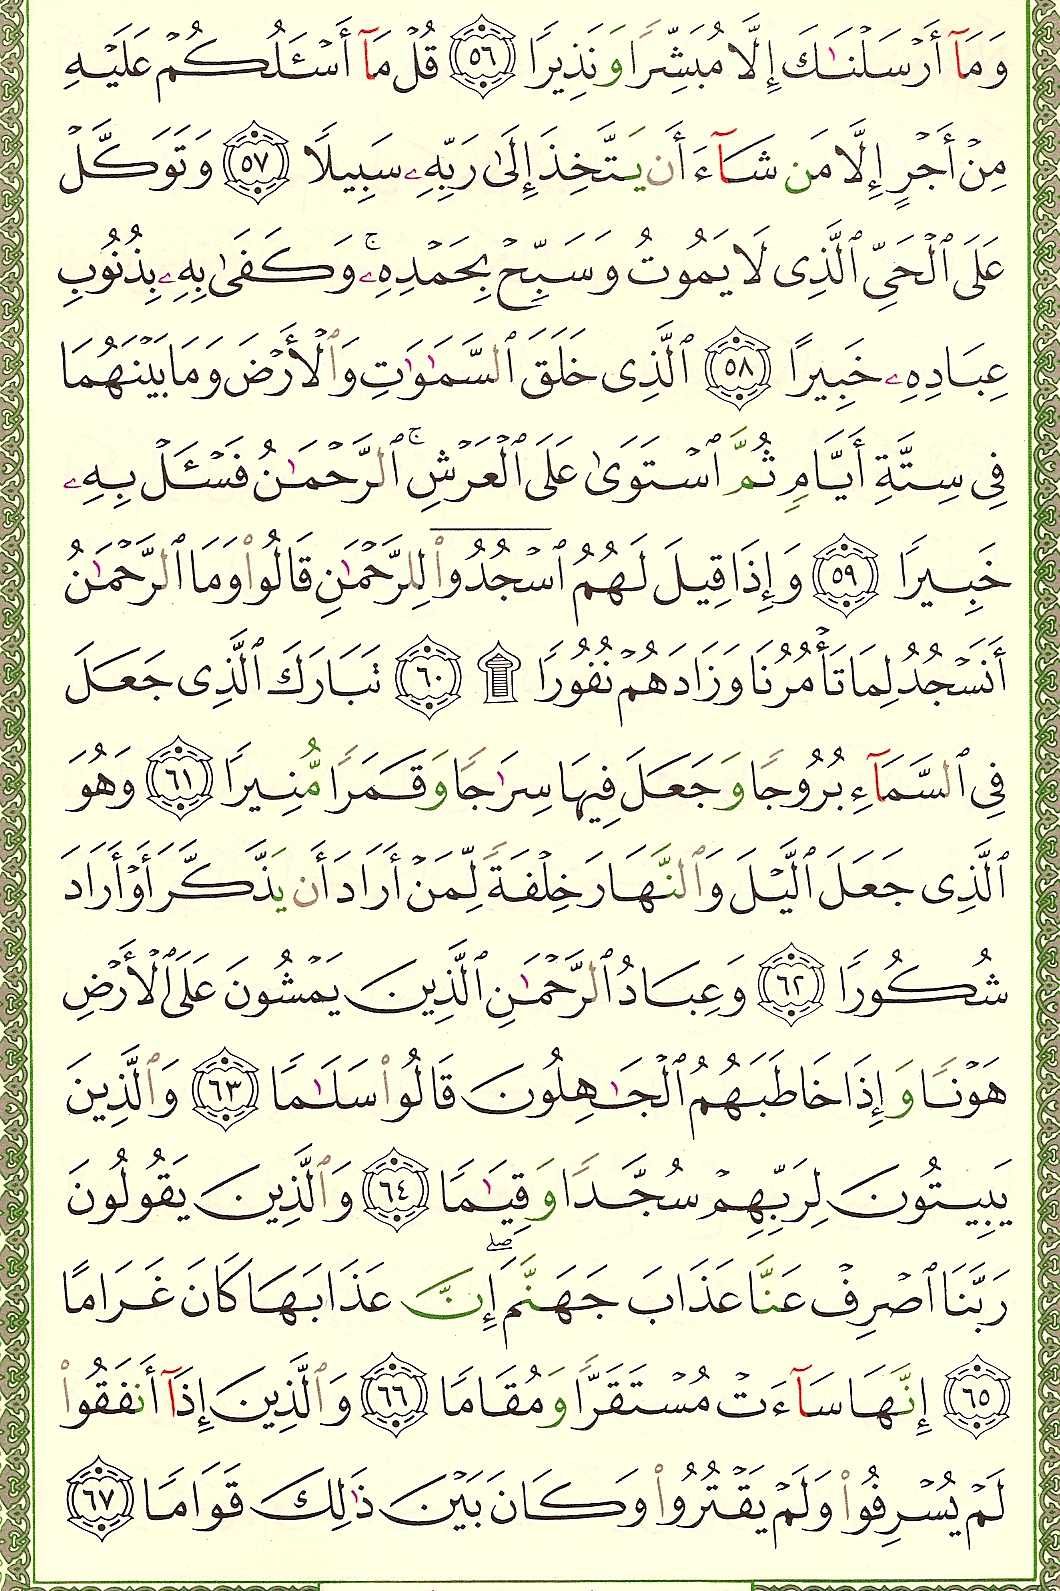 وَمَآ أَرْسَلْنَٰكَ إِلَّا مُبَشِّرًا وَنَذِيرًا ٥٦ قُلْ مَآ أَسْـَٔلُكُمْ عَلَيْهِ
مِنْ أَجْرٍ إِلَّا مَن شَآءَ أَن يَتَّخِذَ إِلَىٰ رَبِّهِۦ سَبِيلًا ٥٧ وَتَوَكَّلْ
عَلَى ٱلْحَىِّ ٱلَّذِى لَا يَمُوتُ وَسَبِّحْ بِحَمْدِهِۦ ۚ وَكَفَىٰ بِهِۦ بِذُنُوبِ
عِبَادِهِۦ خَبِيرًا ٥٨ ٱلَّذِى خَلَقَ ٱلسَّمَٰوَٰتِ وَٱلْأَرْضَ وَمَا بَيْنَهُمَا
فِى سِتَّةِ أَيَّامٍ ثُمَّ ٱسْتَوَىٰ عَلَى ٱلْعَرْشِ ۚ ٱلرَّحْمَٰنُ فَسْـَٔلْ بِهِۦ
خَبِيرًا ٥٩ وَإِذَا قِيلَ لَهُمُ ٱسْجُدُوا۟ لِلرَّحْمَٰنِ قَالُوا۟ وَمَا ٱلرَّحْمَٰنُ
أَنَسْجُدُ لِمَا تَأْمُرُنَا وَزَادَهُمْ نُفُورًا ۩ ٦٠ تَبَارَكَ ٱلَّذِى جَعَلَ
فِى ٱلسَّمَآءِ بُرُوجًا وَجَعَلَ فِيهَا سِرَٰجًا وَقَمَرًا مُّنِيرًا ٦١ وَهُوَ
ٱلَّذِى جَعَلَ ٱلَّيْلَ وَٱلنَّهَارَ خِلْفَةً لِّمَنْ أَرَادَ أَن يَذَّكَّرَ أَوْ أَرَادَ
شُكُورًا ٦٢ وَعِبَادُ ٱلرَّحْمَٰنِ ٱلَّذِينَ يَمْشُونَ عَلَى ٱلْأَرْضِ
هَوْنًا وَإِذَا خَاطَبَهُمُ ٱلْجَٰهِلُونَ قَالُوا۟ سَلَٰمًا ٦٣ وَٱلَّذِينَ
يَبِيتُونَ لِرَبِّهِمْ سُجَّدًا وَقِيَٰمًا ٦٤ وَٱلَّذِينَ يَقُولُونَ
رَبَّنَا ٱصْرِفْ عَنَّا عَذَابَ جَهَنَّمَ ۖ إِنَّ عَذَابَهَا كَانَ غَرَامًا
٦٥ إِنَّهَا سَآءَتْ مُسْتَقَرًّا وَمُقَامًا ٦٦ وَٱلَّذِينَ إِذَآ أَنفَقُوا۟
لَمْ يُسْرِفُوا۟ وَلَمْ يَقْتُرُوا۟ وَكَانَ بَيْنَ ذَٰلِكَ قَوَامًا ٦٧